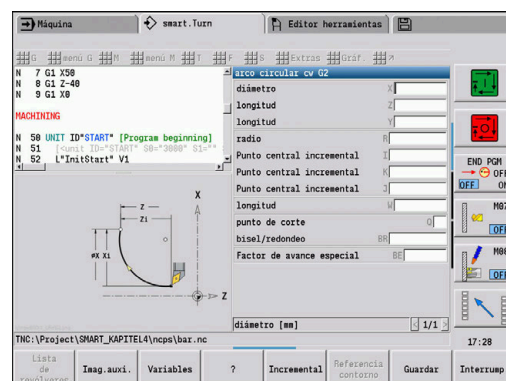 Máquina
smart.Turn
Editor herramientas
G
menú G
M
menú M
T
F
S
Extras
Gráf.
N 7 G1 X50
N 8 G1 Z-40
N 9 G1 X0
MACHINING
N 50 UNIT ID"START" [Program beginning]
N 51 [<unit ID="START" S0="3000" S1=""
N 52 L"InitStart" V1
arco circular cw G2
diámetro X
longitud Z
longitud Y
radio R
Punto central incremental I
Punto central incremental K
Punto central incremental J
longitud W
punto de corte Q
bisel/redondeo BR
Factor de avance especial BE
diámetro [mm]
1/1
X
Z
Zi
øX Xi
Z
END PGM
OFF
OFF
M07
OFF
OFF
TNC:\Project\SMART_KAPITEL4\ncps\bar.nc
17:28
Lista de revólveres
Imag.auxi.
Variables
?
Incremental
Referencia contorno
Guardar
Interrump